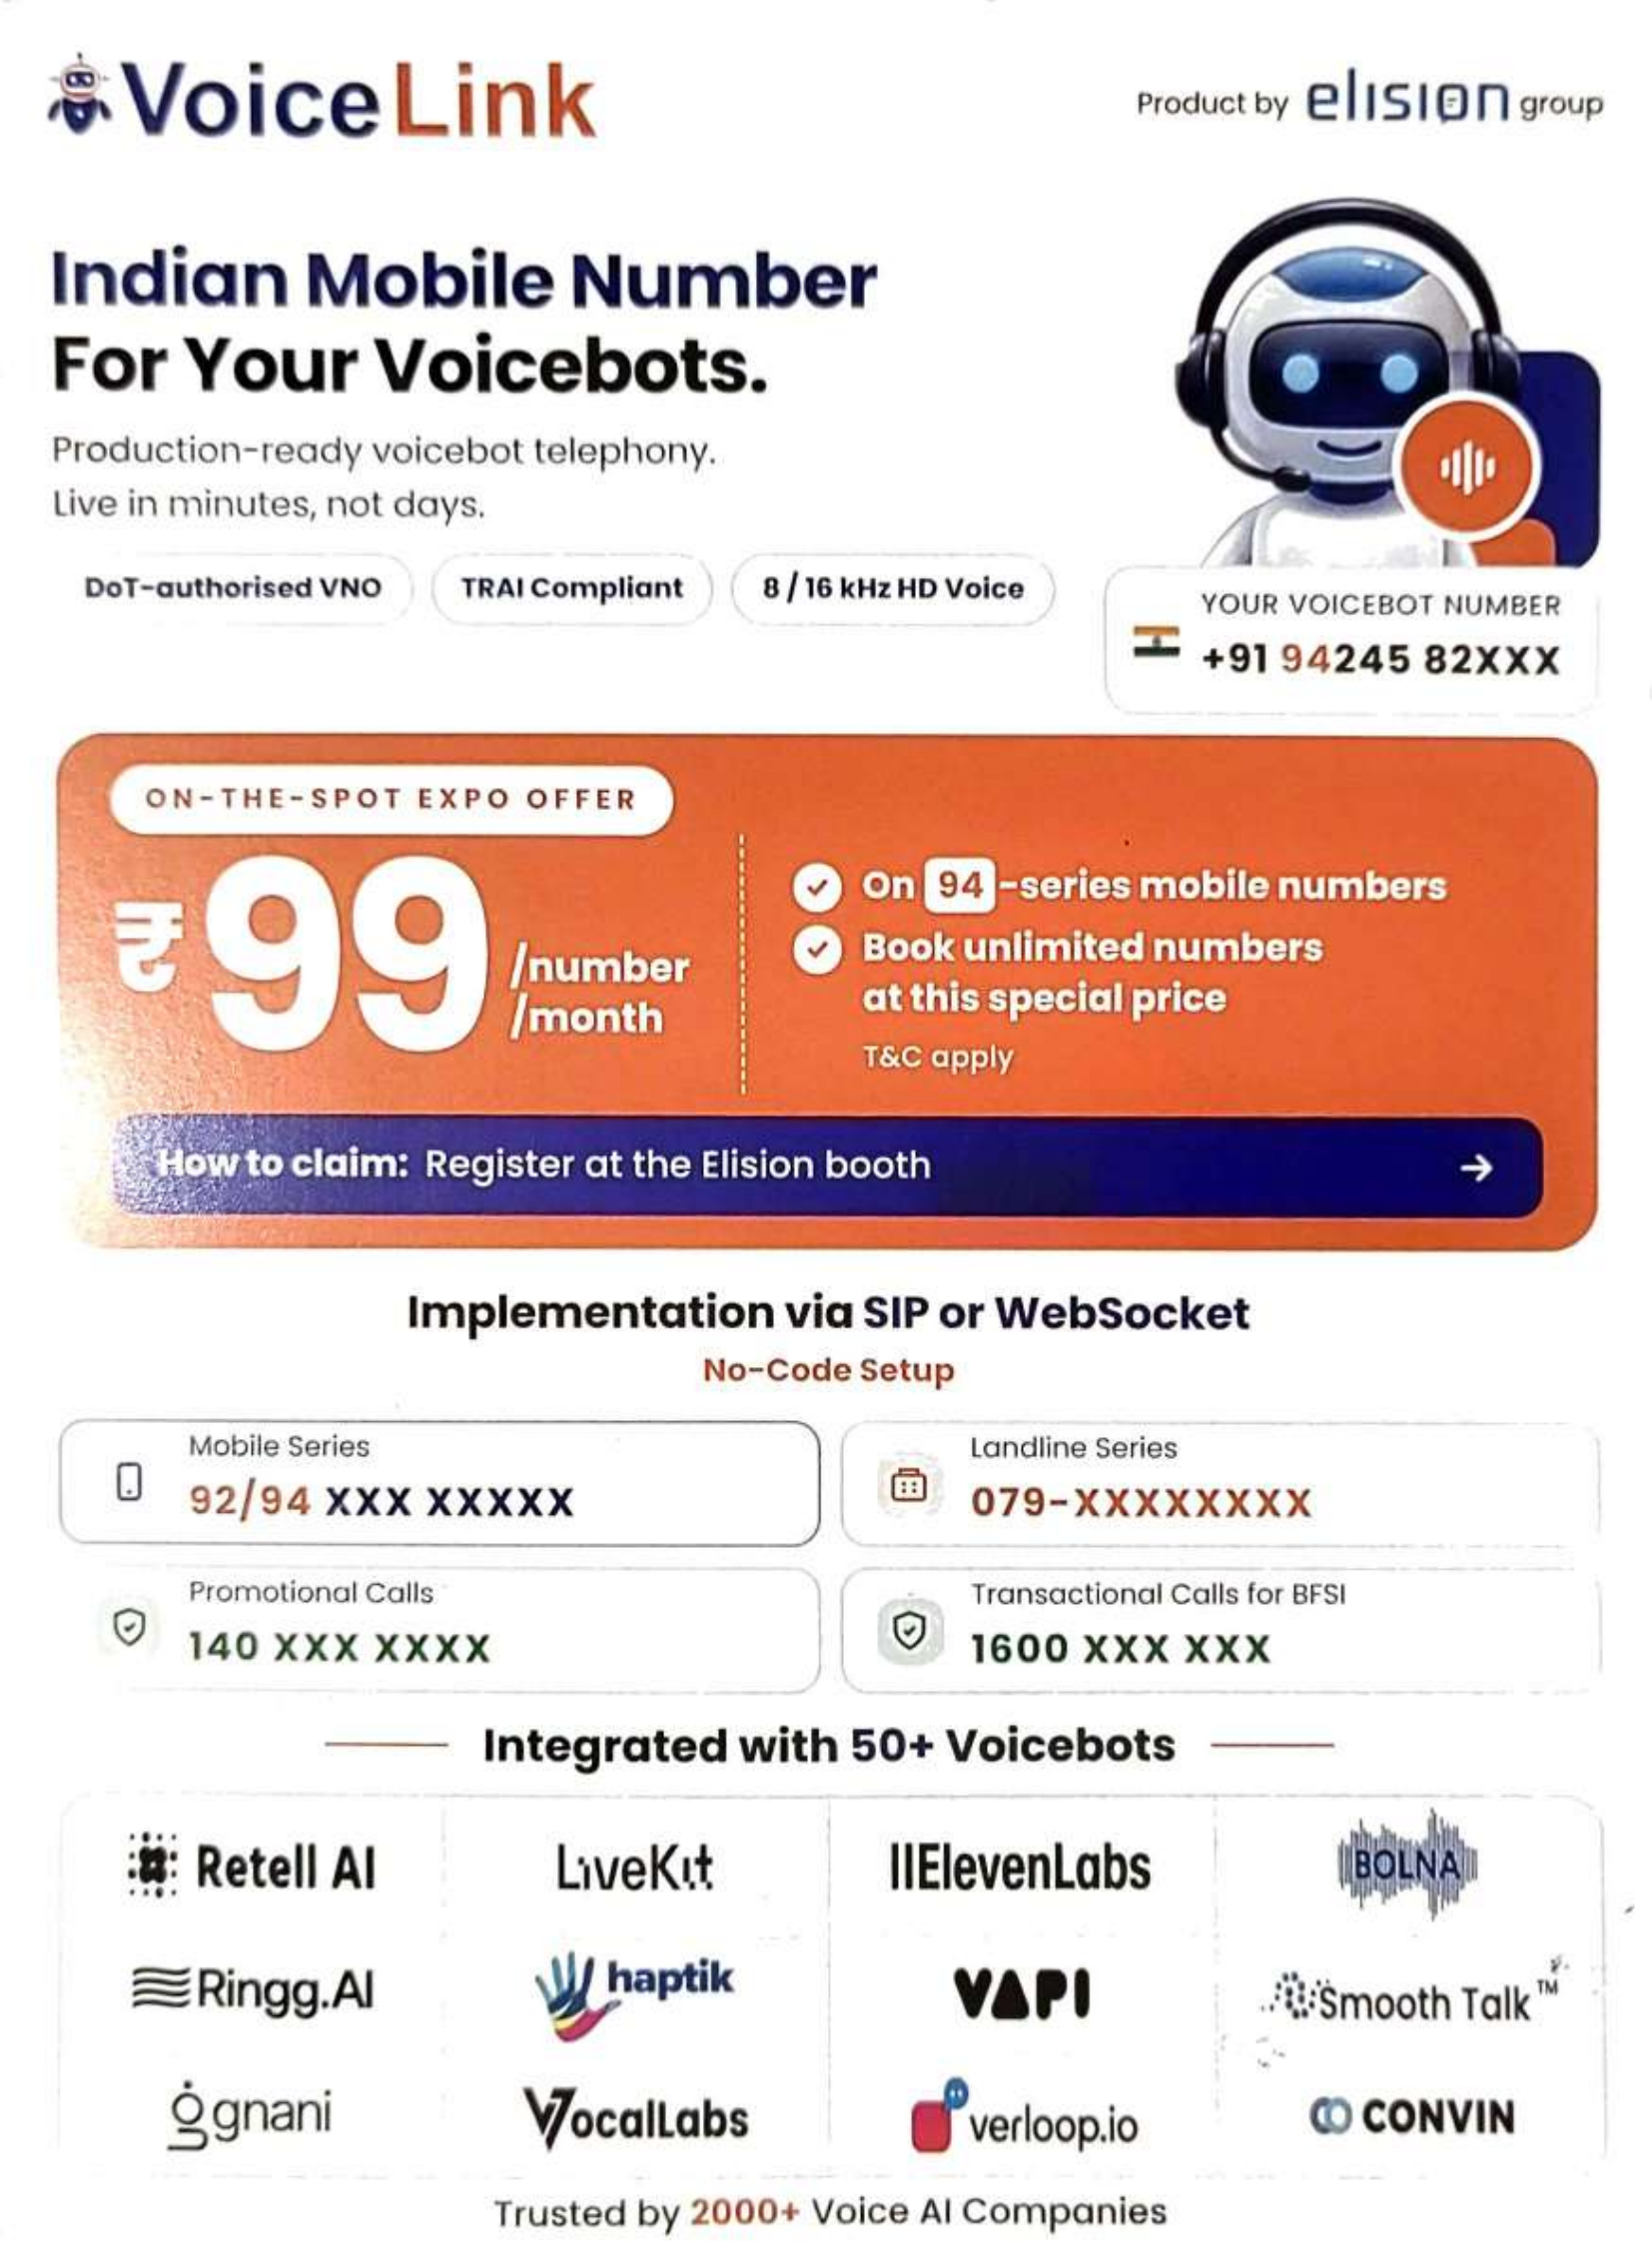 VoiceLink
Product by elision group
Indian Mobile Number
For Your Voicebots.
Production-ready voicebot telephony.
Live in minutes, not days.
DoT-authorised VNO
TRAI Compliant
8 / 16 kHz HD Voice
YOUR VOICEBOT NUMBER
+91 94245 82XXX
ON-THE-SPOT EXPO OFFER
₹99
/number
/month
On 94-series mobile numbers
Book unlimited numbers
at this special price
T&C apply
How to claim: Register at the Elision booth
Implementation via SIP or WebSocket
No-Code Setup
Mobile Series
92/94 XXX XXXXX
Landline Series
079-XXXXXXXX
Promotional Calls
140 XXX XXXX
Transactional Calls for BFSI
1600 XXX XXX
Integrated with 50+ Voicebots
Retell AI
LiveKit
IIElevenLabs
BOLNA
Ringg.AI
haptik
VAPI
Smooth Talk™
gnani
VocalLabs
verloop.io
CONVIN
Trusted by 2000+ Voice AI Companies